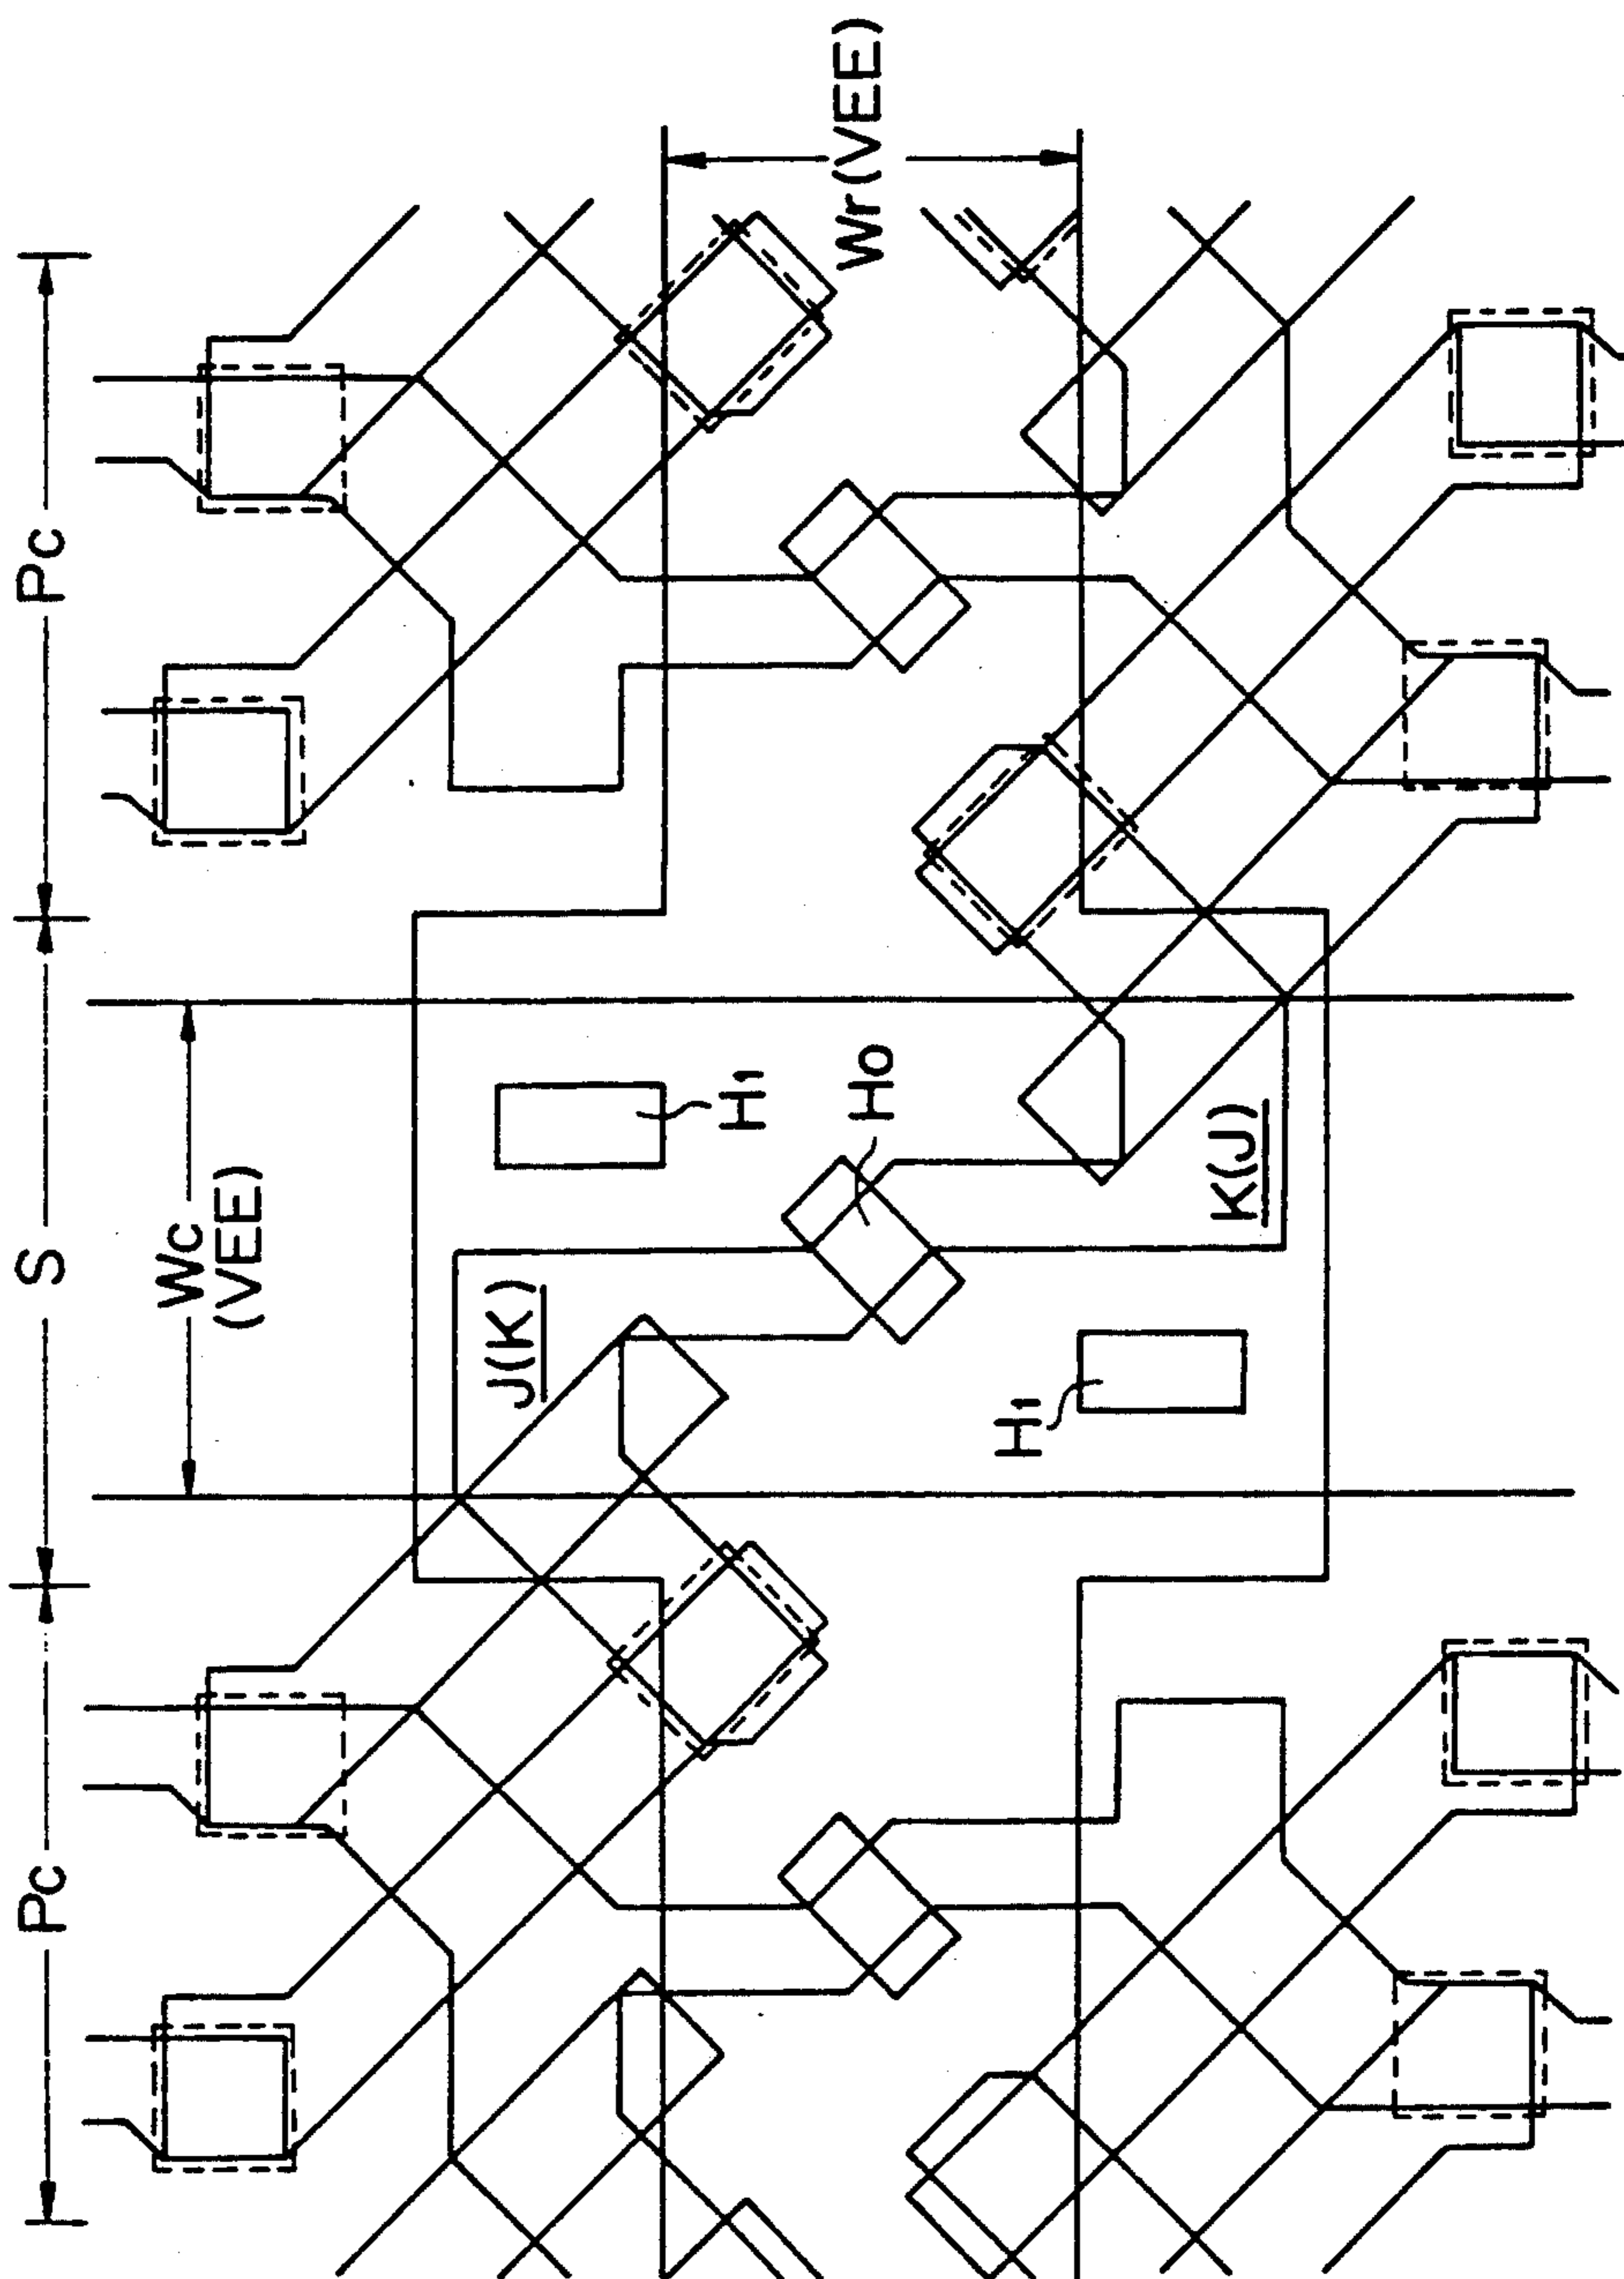 Pc
S
Pc
Wc
(VEE)
Wr(VEE)
J(K)
H1
Ho
H1
K(J)